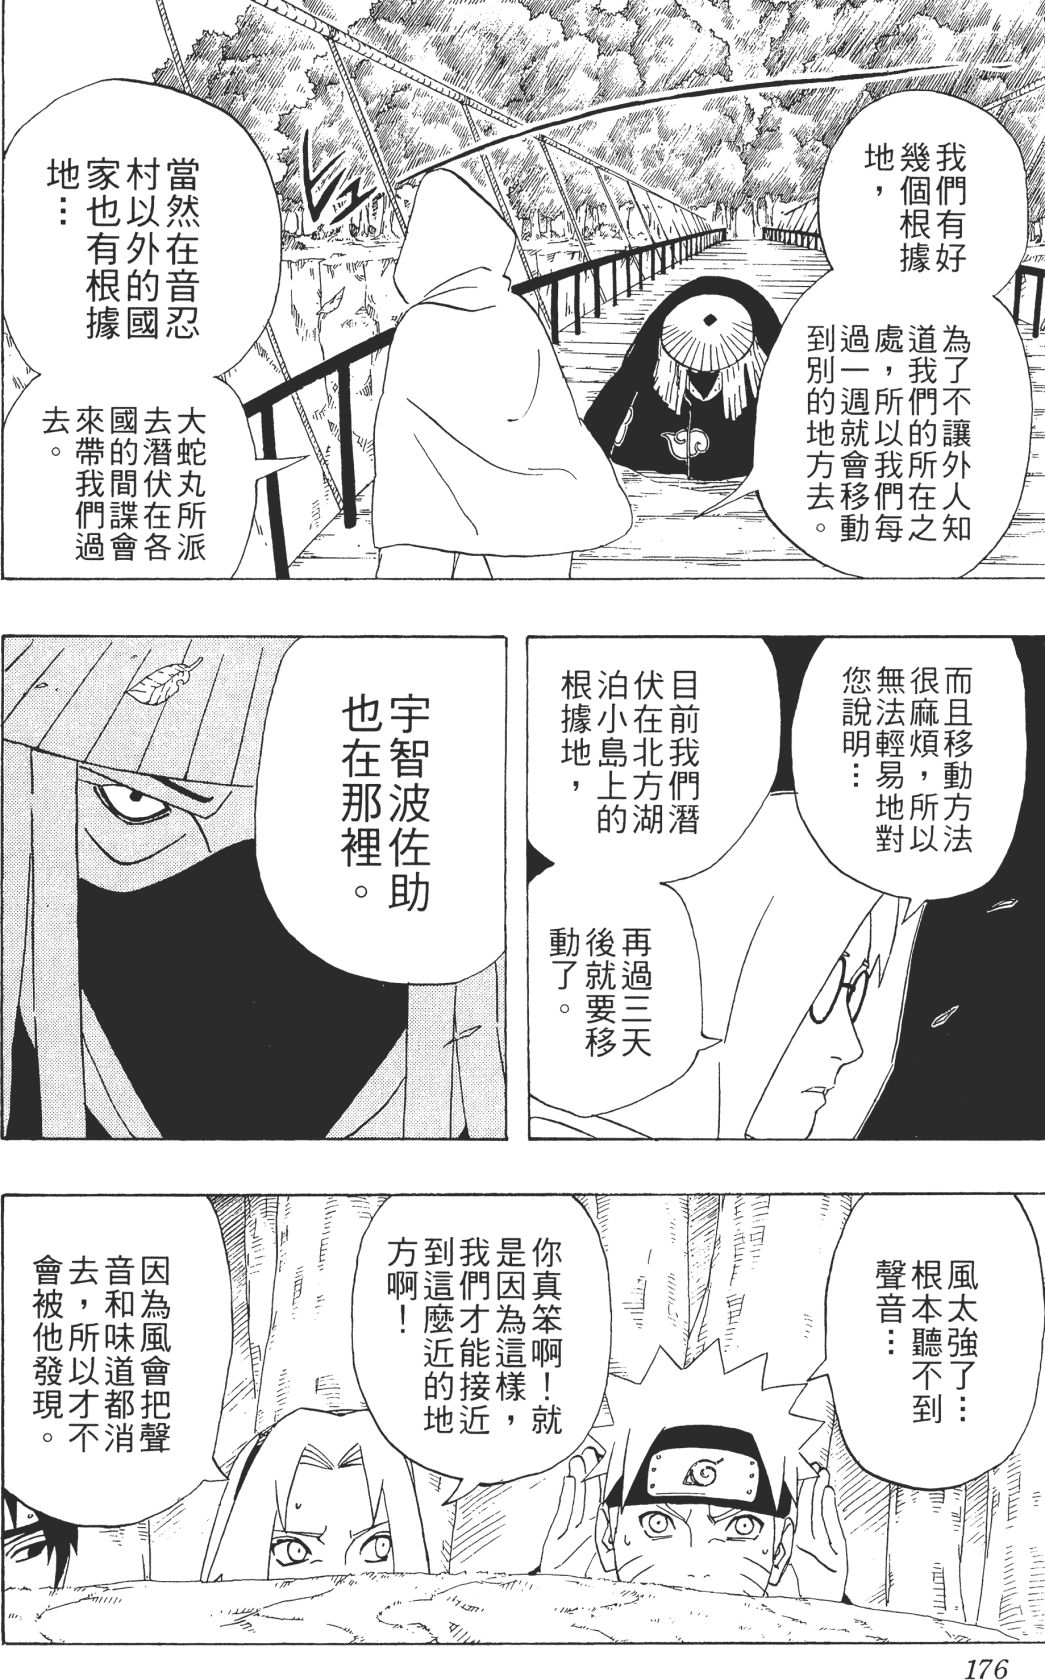 我們有好
幾個根據
地，
為了不讓外人知
道我們的所在之
處，所以我們每
過一週就會移動
到別的地方去。
當然在音忍
村以外的國
家也有根據
地…
大蛇丸所派
去潛伏在各
國的間諜會
來帶我們過
去。
而且移動方法
很麻煩，所以
無法輕易地對
您說明…
目前我們潛
伏在北方湖
泊小島上的
根據地，
再過三天
後就要移
動了。
宇智波佐助
也在那裡。
風太強了…
根本聽不到
聲音…
你真笨啊！就
是因為這樣，
我們才能接近
到這麼近的地
方啊！
因為風會把聲
音和味道都消
去，所以才不
會被他發現。
176